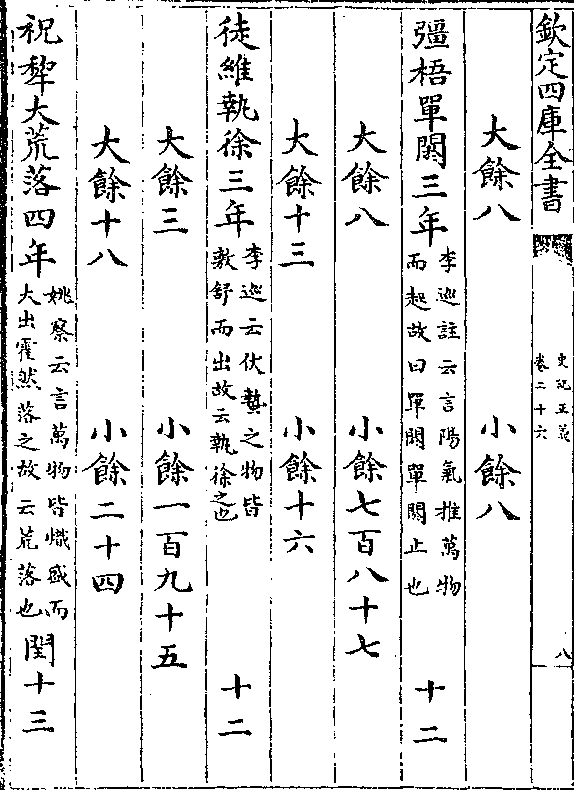 欽定四庫全書
史記正義
卷二十六
八
大餘八 小餘八
彊梧單閼三年
李巡註云言陽氣推萬物
而起故曰單閼單閼止也
十二
大餘八 小餘七百八十七
大餘十三 小餘十六
徒維執徐三年
李巡云伏蟄之物皆
敦舒而出故云執徐之也
十二
大餘三 小餘一百九十五
大餘十八 小餘二十四
祝犂大荒落四年
姚察云言萬物皆熾盛而
大出霍然落之故云荒落也
閏十三